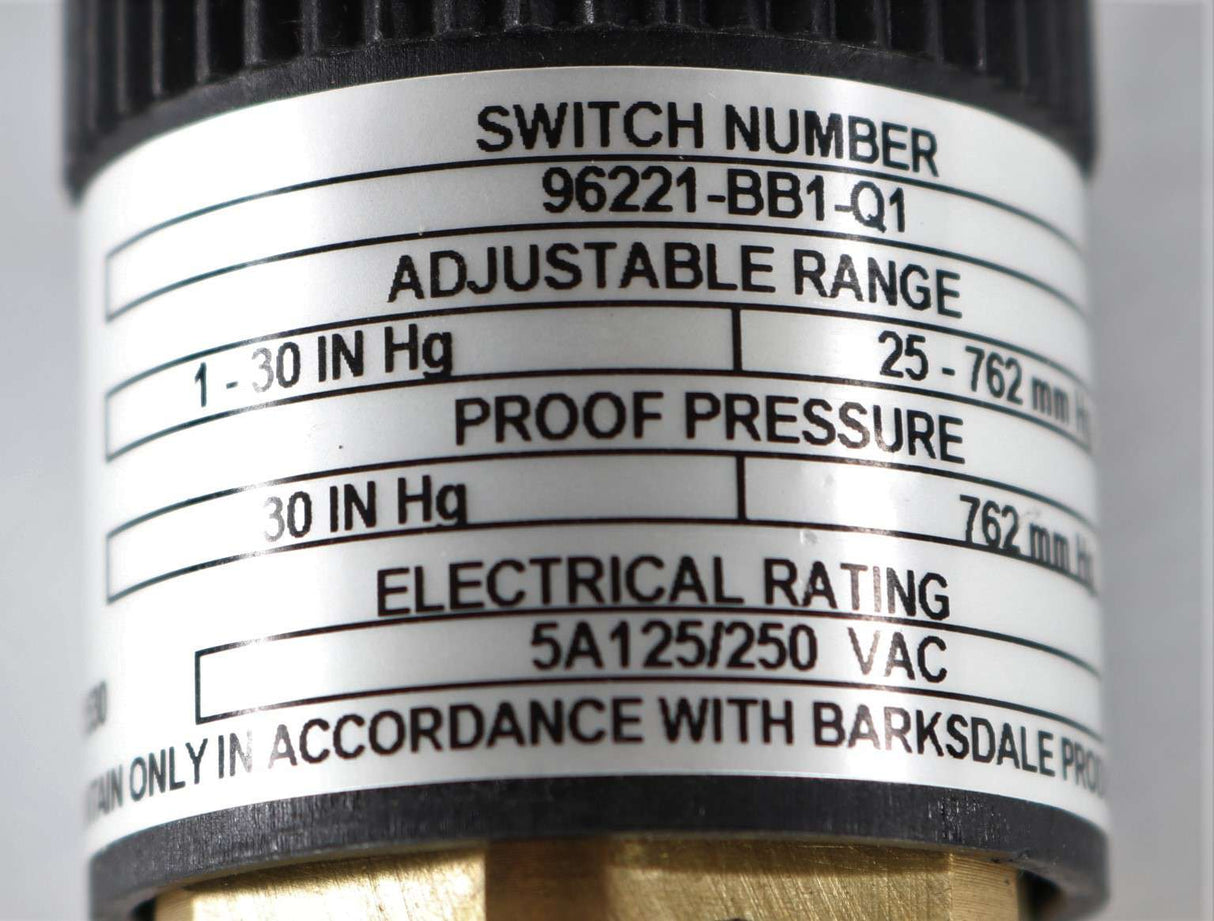 SWITCH NUMBER
96221-BB1-Q1
ADJUSTABLE RANGE
1 - 30 IN Hg 25 - 762 mm
PROOF PRESSURE
30 IN Hg 762 mm
ELECTRICAL RATING
5A125/250 VAC
ONLY IN ACCORDANCE WITH BARKSDALE